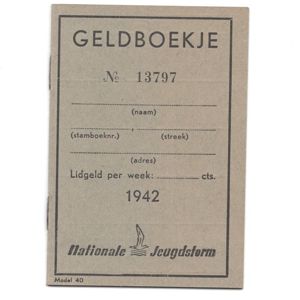 GELDBOEKJE
№ 13797
(naam)
(stamboeknr.) (streek)
(adres)
Lidgeld per week: cts.
1942
Nationale Jeugdstorm
Model 40